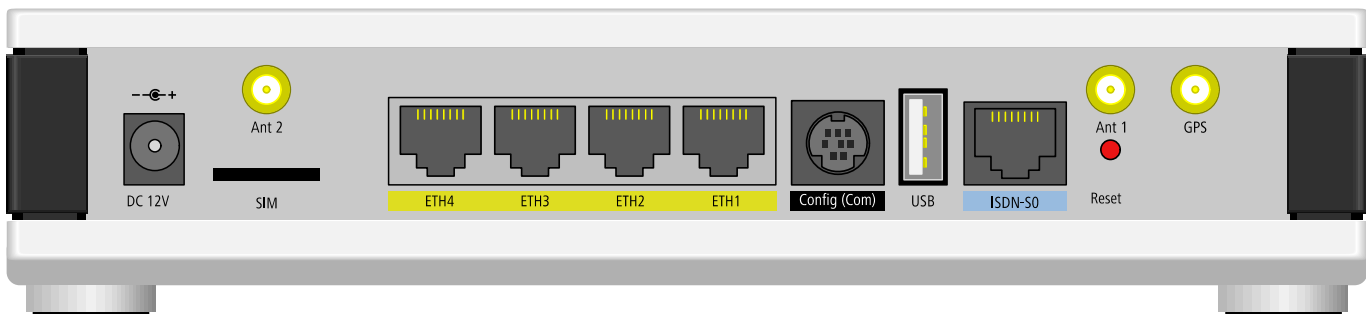 - +
Ant 2
Ant 1
GPS
DC 12V
SIM
ETH4
ETH3
ETH2
ETH1
Config (Com)
USB
ISDN-S0
Reset